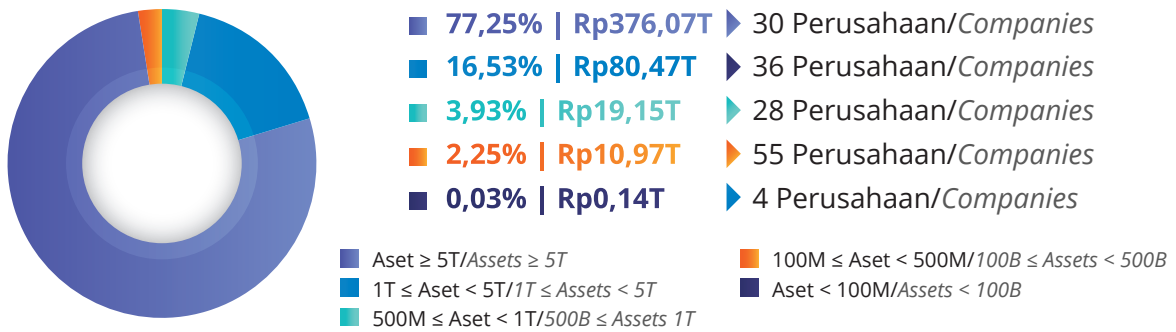 77,25% | Rp376,07T 30 Perusahaan/Companies
16,53% | Rp80,47T 36 Perusahaan/Companies
3,93% | Rp19,15T 28 Perusahaan/Companies
2,25% | Rp10,97T 55 Perusahaan/Companies
0,03% | Rp0,14T 4 Perusahaan/Companies
Aset ≥ 5T/Assets ≥ 5T
1T ≤ Aset < 5T/1T ≤ Assets < 5T
500M ≤ Aset < 1T/500B ≤ Assets 1T
100M ≤ Aset < 500M/100B ≤ Assets < 500B
Aset < 100M/Assets < 100B